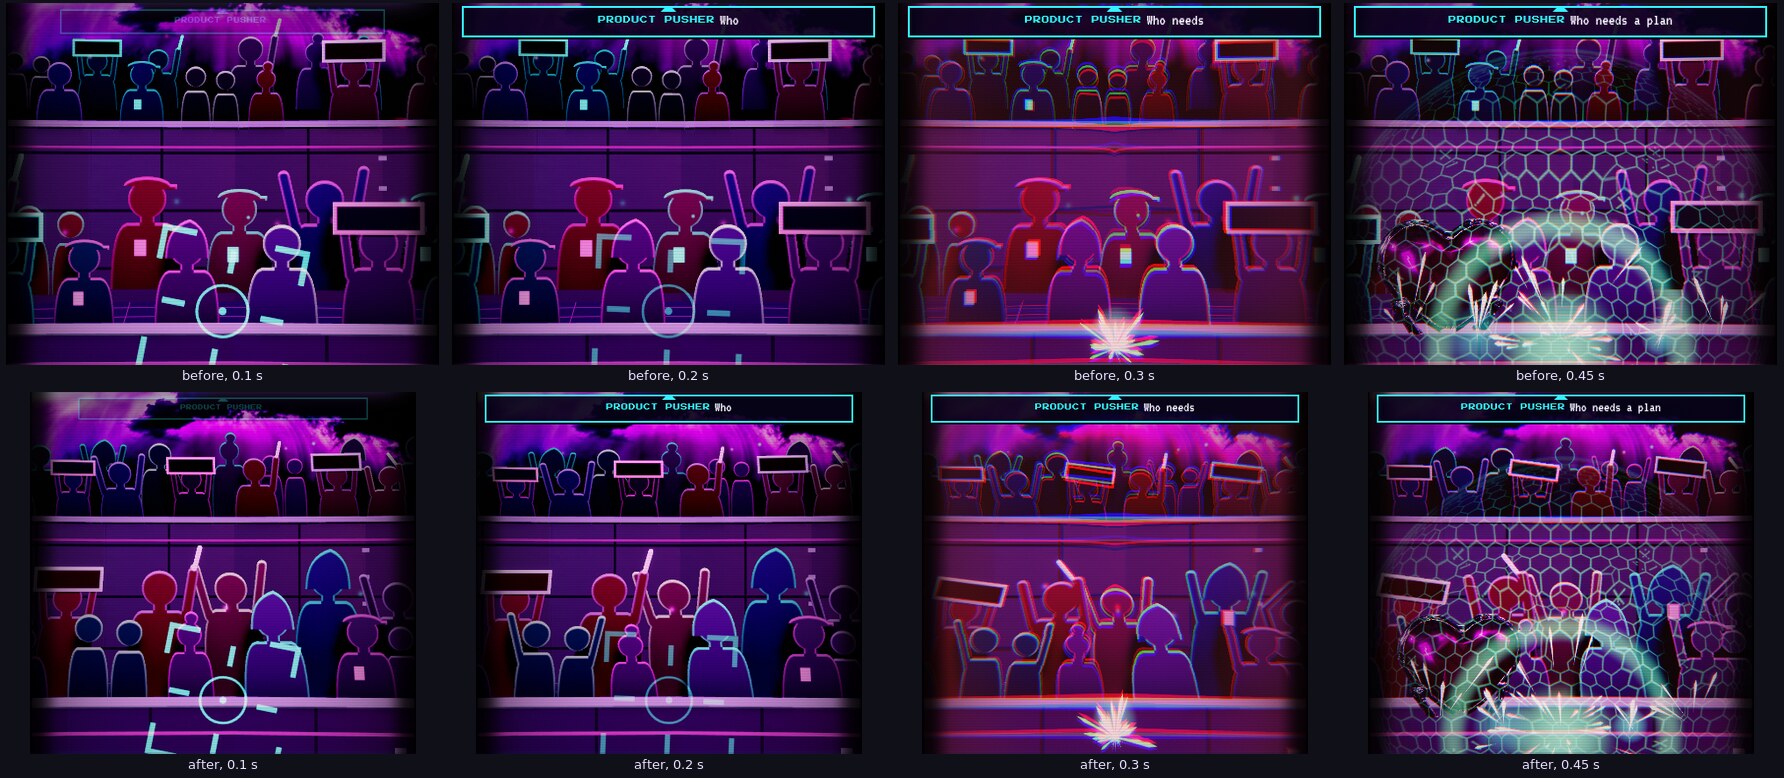 PRODUCT PUSHER
PRODUCT PUSHER Who
PRODUCT PUSHER Who needs
PRODUCT PUSHER Who needs a plan
before, 0.1 s
before, 0.2 s
before, 0.3 s
before, 0.45 s
PRODUCT PUSHER
PRODUCT PUSHER Who
PRODUCT PUSHER Who needs
PRODUCT PUSHER Who needs a plan
after, 0.1 s
after, 0.2 s
after, 0.3 s
after, 0.45 s